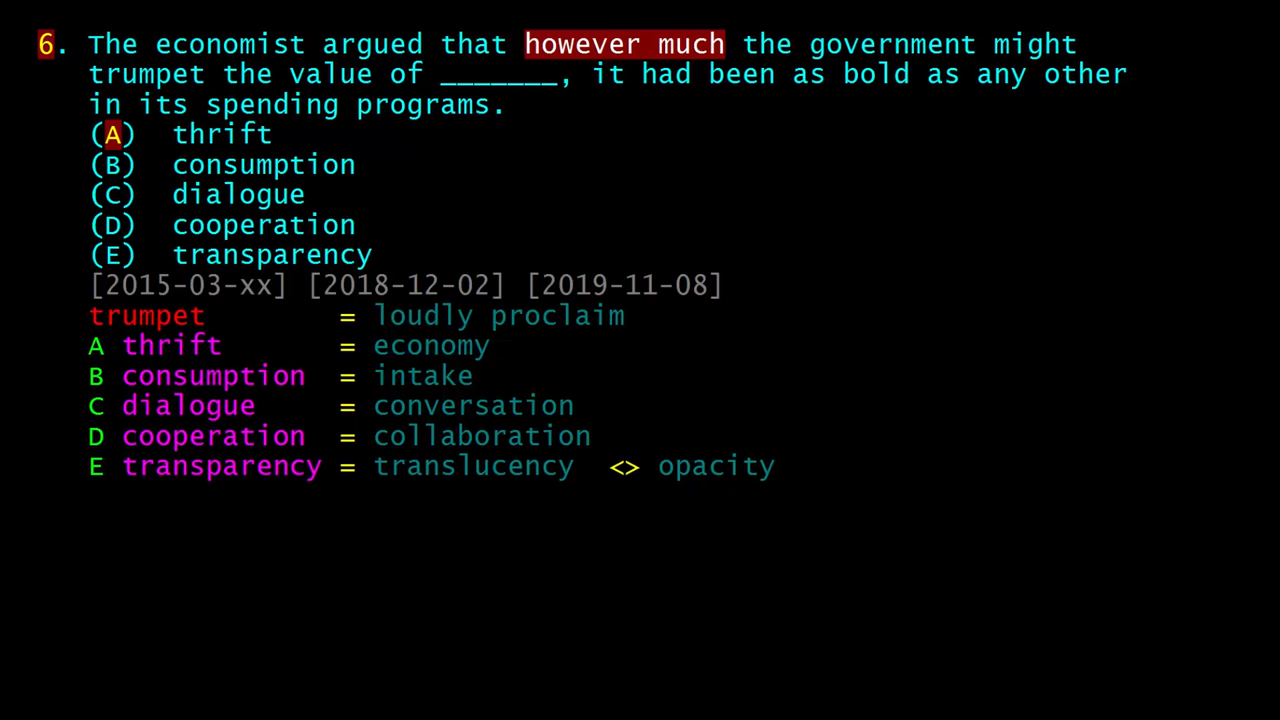 6. The economist argued that however much the government might
trumpet the value of _______, it had been as bold as any other
in its spending programs.
(A) thrift
(B) consumption
(C) dialogue
(D) cooperation
(E) transparency
[2015-03-xx] [2018-12-02] [2019-11-08]
trumpet = loudly proclaim
A thrift = economy
B consumption = intake
C dialogue = conversation
D cooperation = collaboration
E transparency = translucency <> opacity